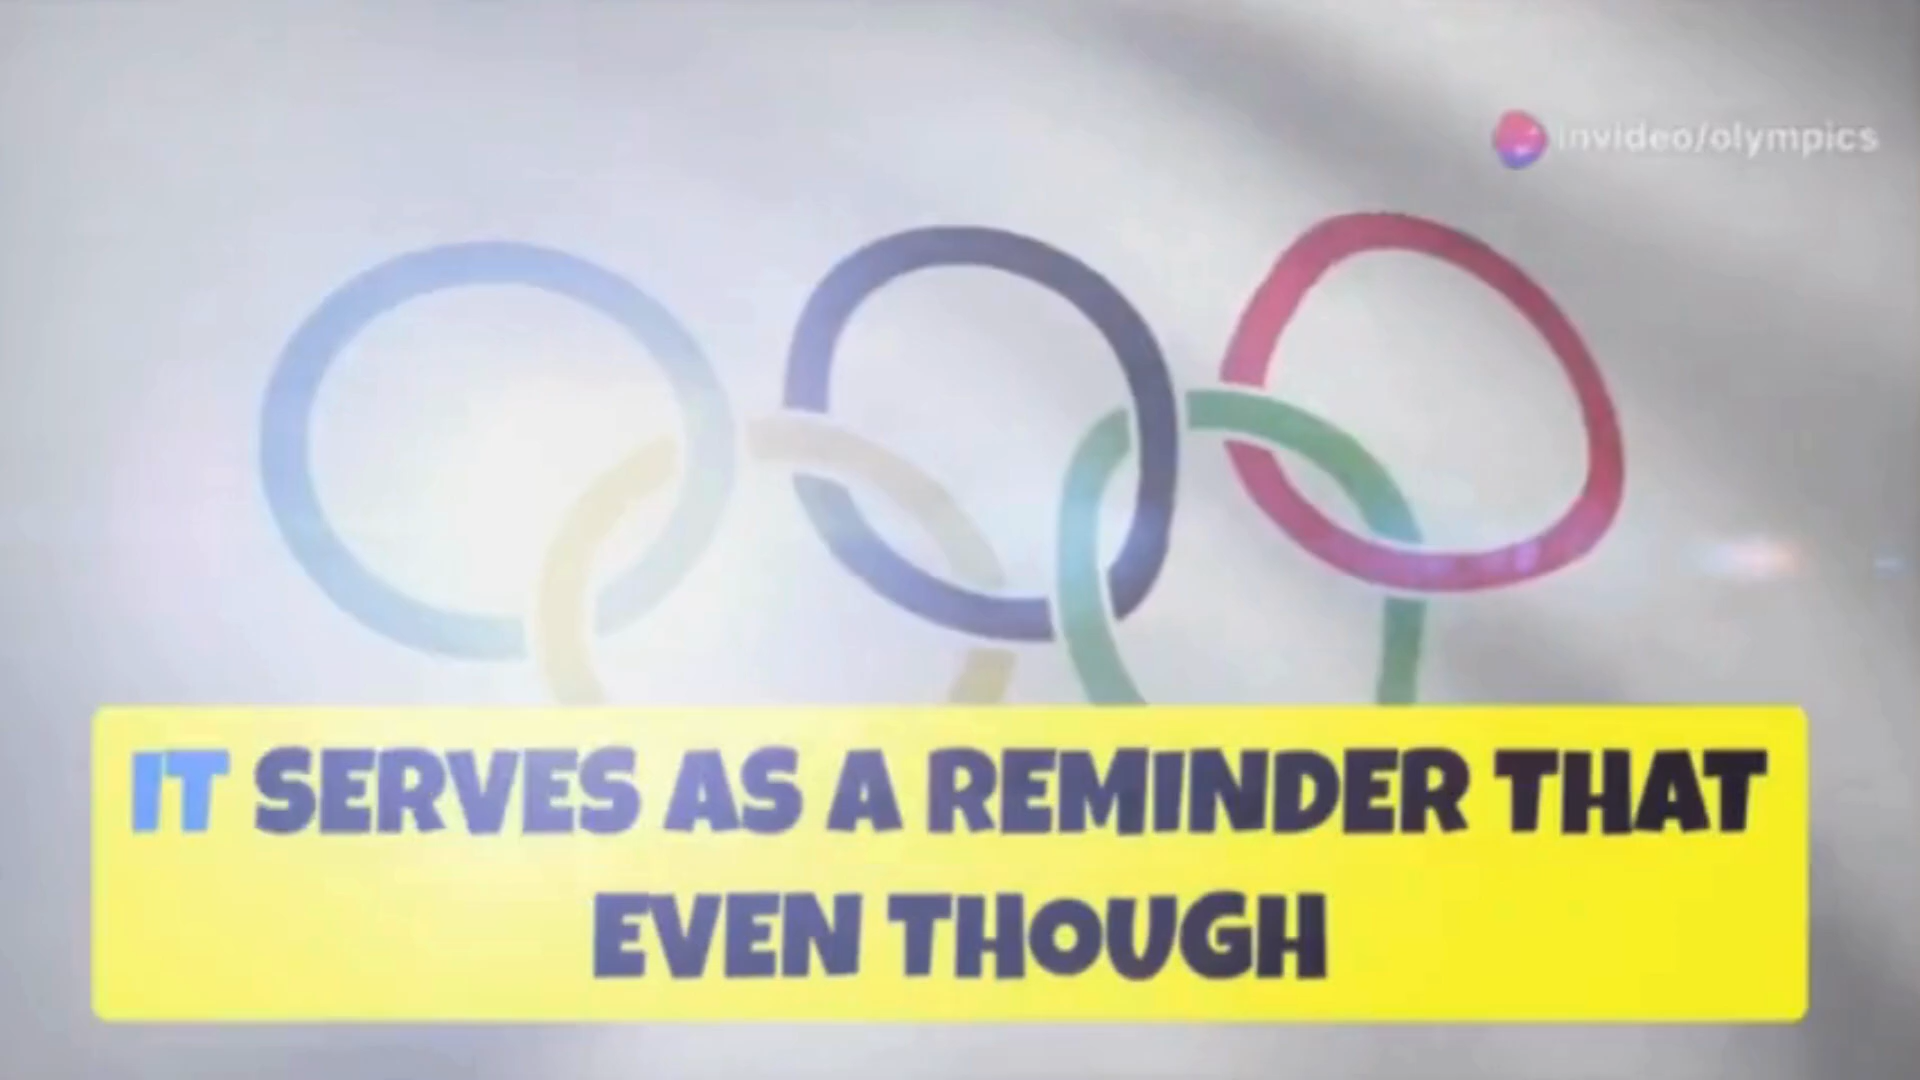 invideo/olympics
IT SERVES AS A REMINDER THAT
EVEN THOUGH